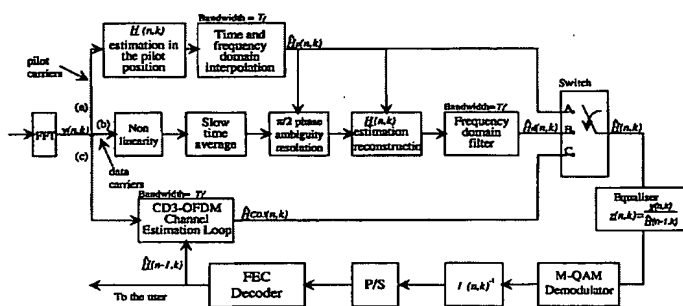 Bandwidth = Tf
H(n,k)
estimation in
the pilot
position
Time and
frequency
domain
interpolation
Ĥp(n,k)
pilot
carriers
Switch
(a)
FFT
y(n,k)
(b)
Non
linearity
Slow
time
average
π/2 phase
ambiguity
resolution
H(n,k)
estimation
reconstructio
Bandwidth=Tf
Frequency
domain
filter
Ĥd(n,k)
A
B
C
Ĥ(n,k)
(c)
data
carriers
Bandwidth= Tf
CD3-OFDM
Channel
Estimation Loop
ĤCD3(n,k)
Equaliser
z(n,k)=y(n,k)/Ĥ(n-1,k)
Ĥ(n-1,k)
To the user
FEC
Decoder
P/S
I (n,k)⁻¹
M-QAM
Demodulator